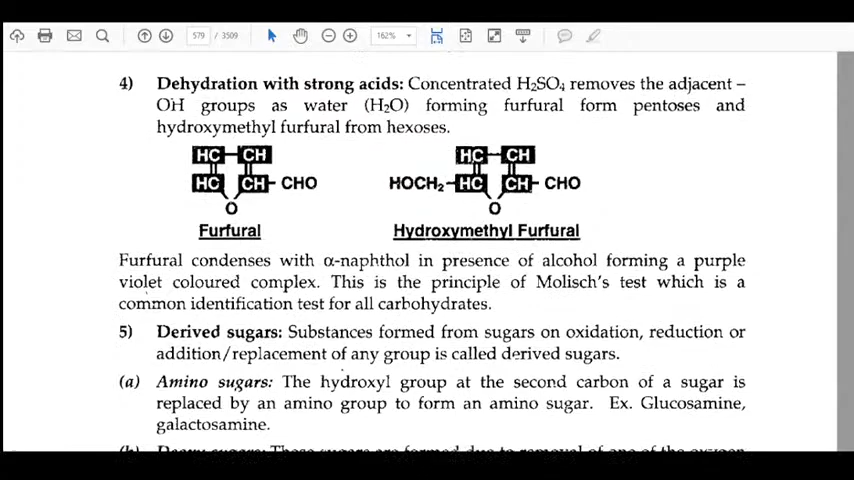 579 / 3509
162%
4) Dehydration with strong acids: Concentrated H₂SO₄ removes the adjacent –
OH groups as water (H₂O) forming furfural form pentoses and
hydroxymethyl furfural from hexoses.
HC CH HC CH
HC CH CHO HOCH₂ HC CH CHO
O O
Furfural Hydroxymethyl Furfural
Furfural condenses with α-naphthol in presence of alcohol forming a purple
violet coloured complex. This is the principle of Molisch's test which is a
common identification test for all carbohydrates.
5) Derived sugars: Substances formed from sugars on oxidation, reduction or
addition/replacement of any group is called derived sugars.
(a) Amino sugars: The hydroxyl group at the second carbon of a sugar is
replaced by an amino group to form an amino sugar. Ex. Glucosamine,
galactosamine.
(b) Deoxy sugars: These sugars are formed due to removal of one of the oxygen